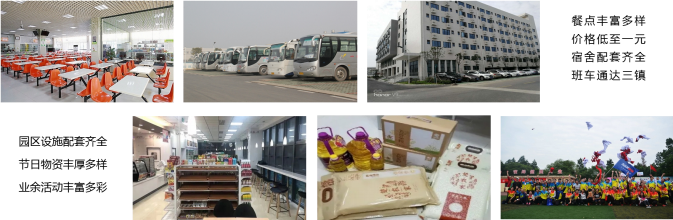 餐点丰富多样
价格低至一元
宿舍配套齐全
班车通达三镇
园区设施配套齐全
节日物资丰厚多样
业余活动丰富多彩